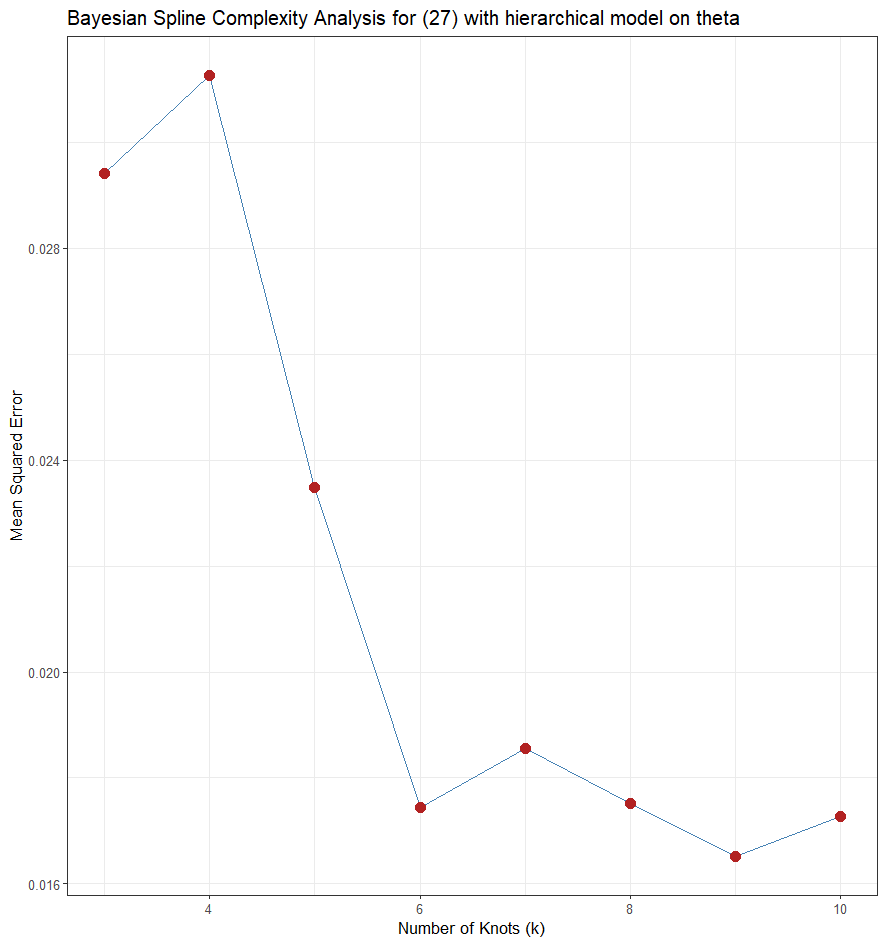 Bayesian Spline Complexity Analysis for (27) with hierarchical model on theta
Mean Squared Error
0.028
0.024
0.020
0.016
4 6 8 10
Number of Knots (k)